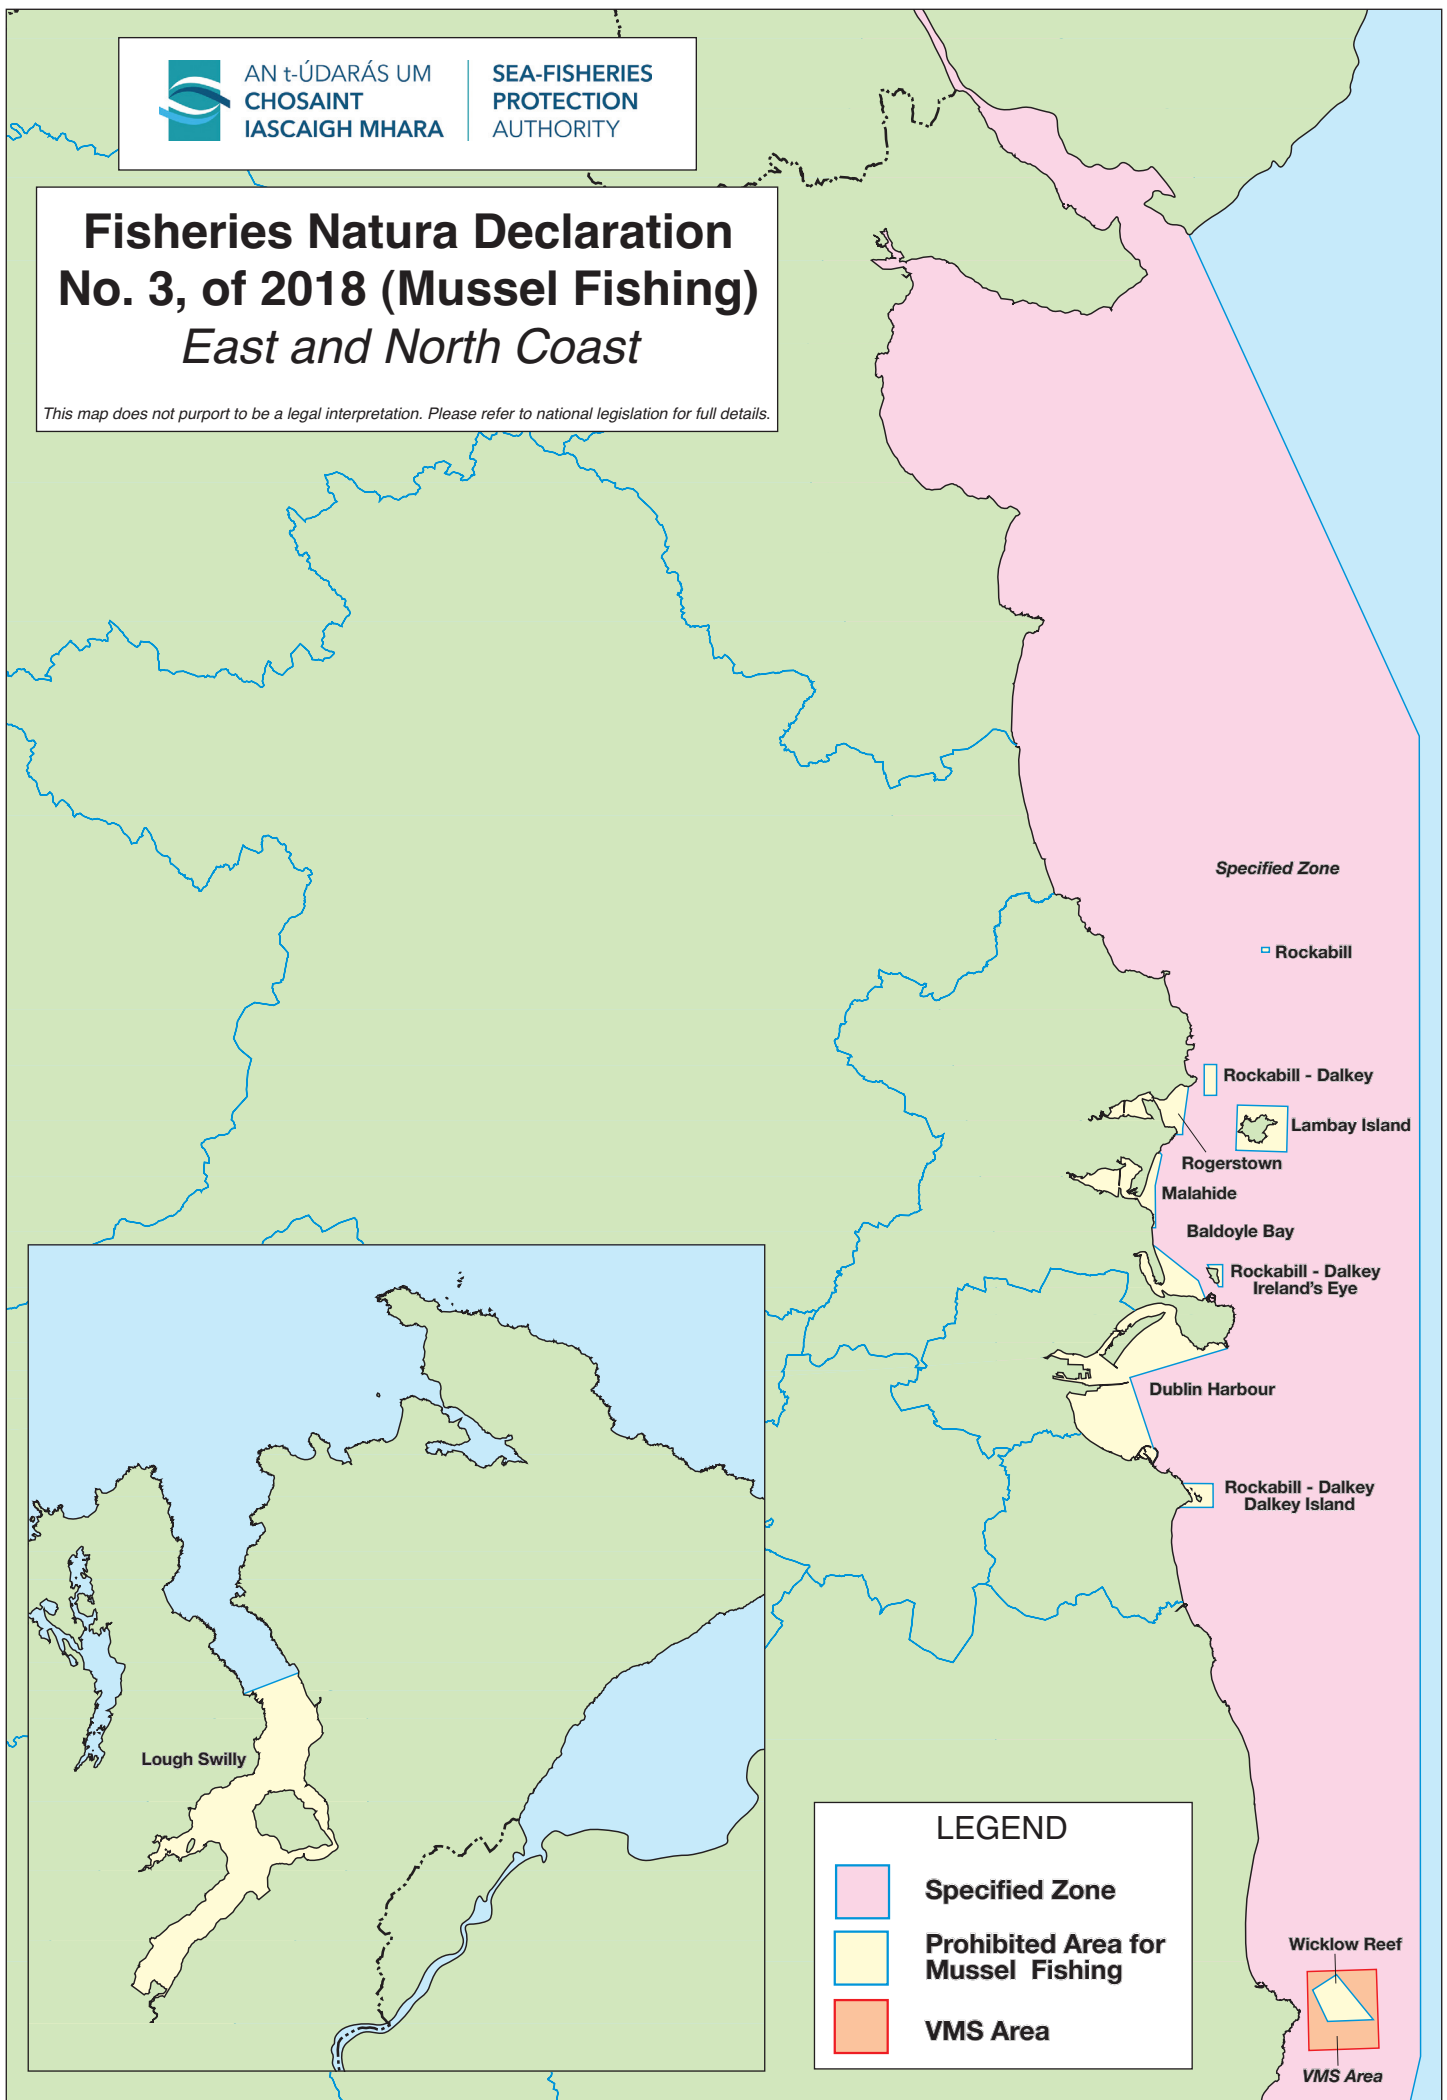 AN t-ÚDARÁS UM
CHOSAINT
IASCAIGH MHARA
SEA-FISHERIES
PROTECTION
AUTHORITY
Fisheries Natura Declaration
No. 3, of 2018 (Mussel Fishing)
East and North Coast
This map does not purport to be a legal interpretation. Please refer to national legislation for full details.
Specified Zone
Rockabill
Rockabill - Dalkey
Lambay Island
Rogerstown
Malahide
Baldoyle Bay
Rockabill - Dalkey
Ireland's Eye
Dublin Harbour
Rockabill - Dalkey
Dalkey Island
Lough Swilly
LEGEND
Specified Zone
Prohibited Area for
Mussel Fishing
VMS Area
Wicklow Reef
VMS Area